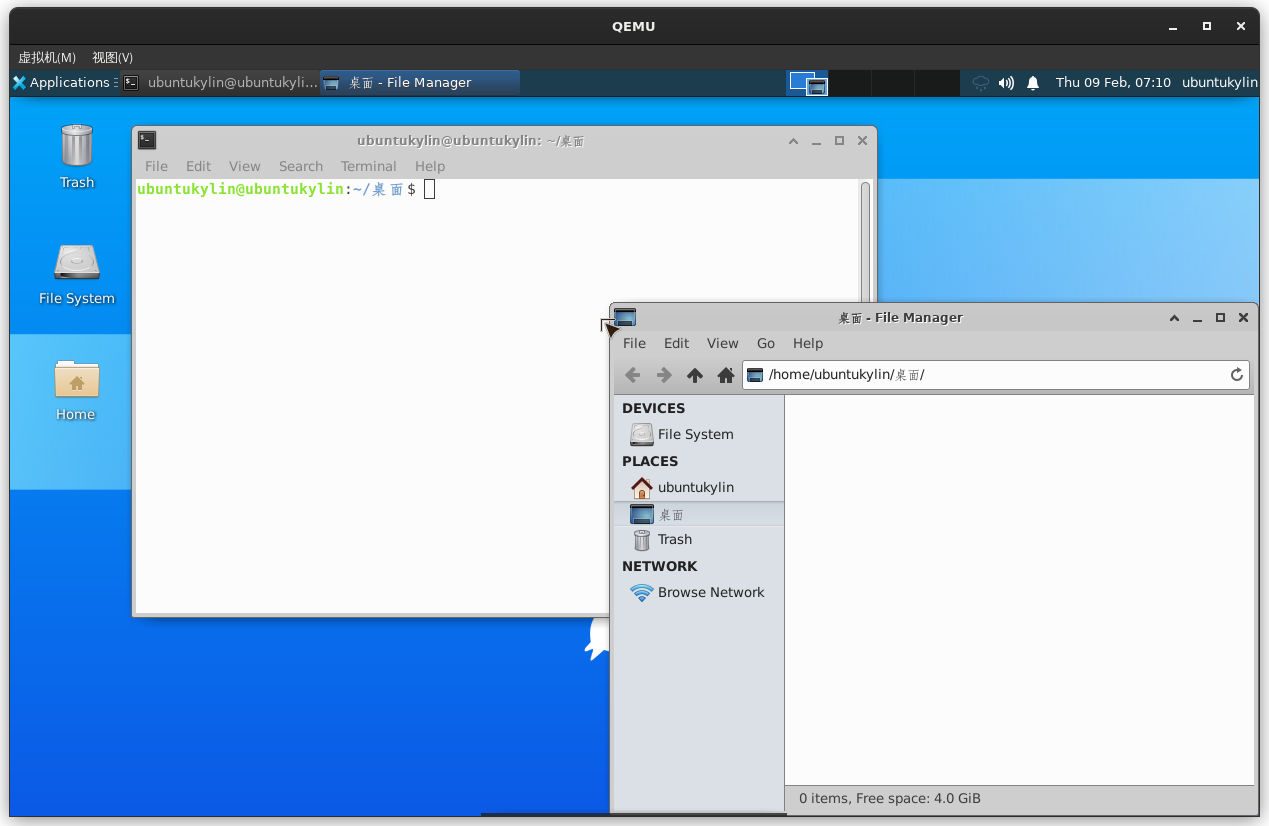 QEMU
虚拟机(M) 视图(V)
Applications ubuntukylin@ubuntukyli... 桌面 - File Manager Thu 09 Feb, 07:10 ubuntukylin
Trash
File System
Home
ubuntukylin@ubuntukylin: ~/桌面
File Edit View Search Terminal Help
ubuntukylin@ubuntukylin:~/桌面$
桌面 - File Manager
File Edit View Go Help
/home/ubuntukylin/桌面/
DEVICES
File System
PLACES
ubuntukylin
桌面
Trash
NETWORK
Browse Network
0 items, Free space: 4.0 GiB